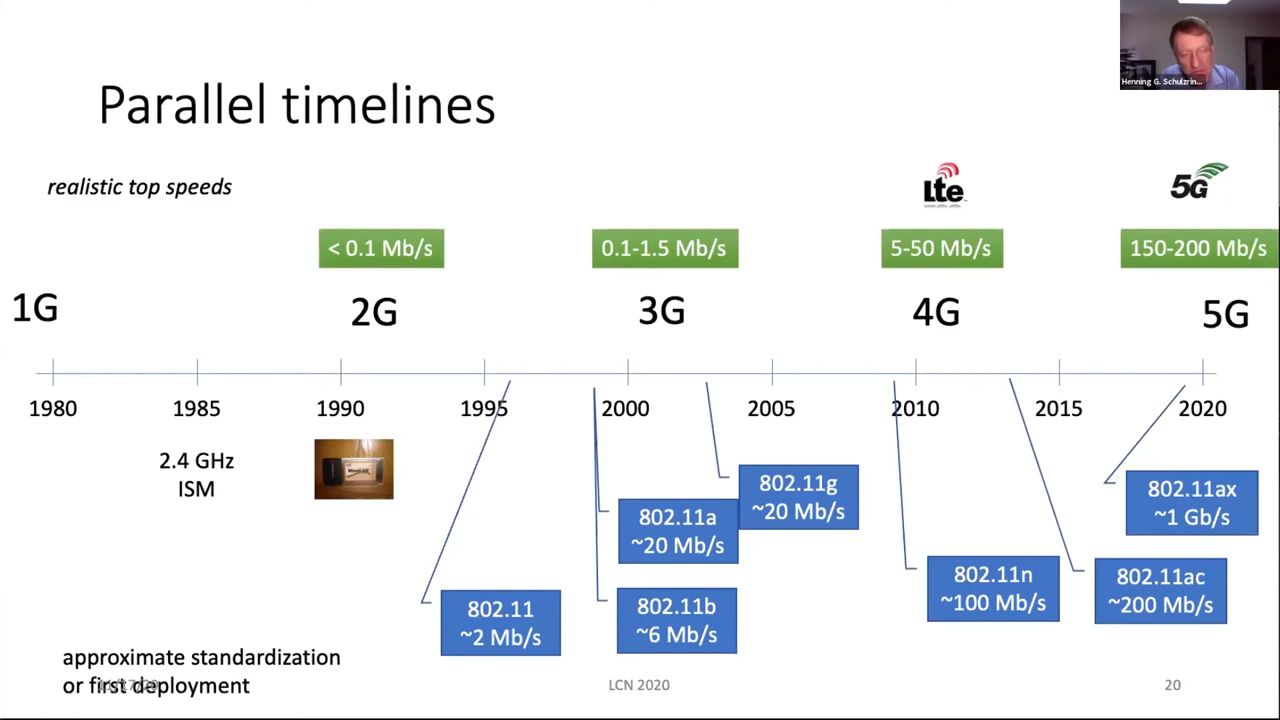 Henning G. Schulzrin...
Parallel timelines
realistic top speeds
Lte
5G
< 0.1 Mb/s
0.1-1.5 Mb/s
5-50 Mb/s
150-200 Mb/s
1G
2G
3G
4G
5G
1980
1985
1990
1995
2000
2005
2010
2015
2020
2.4 GHz
ISM
802.11g
~20 Mb/s
802.11a
~20 Mb/s
802.11ax
~1 Gb/s
802.11n
~100 Mb/s
802.11ac
~200 Mb/s
802.11
~2 Mb/s
802.11b
~6 Mb/s
approximate standardization
or first deployment
LCN 2020
20